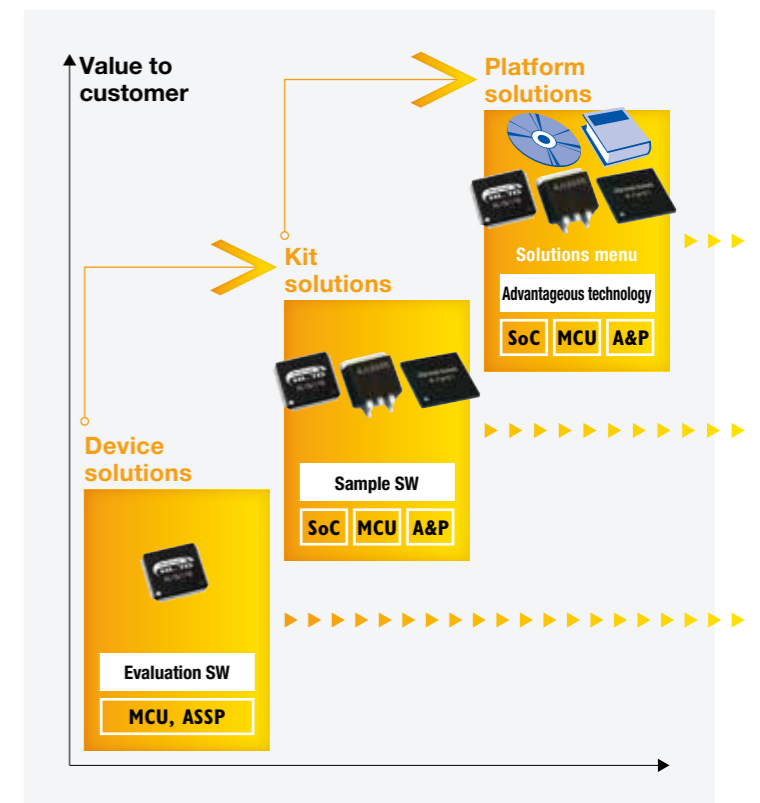 Value to
customer
Platform
solutions
Solutions menu
Advantageous technology
SoC MCU A&P
Kit
solutions
Sample SW
SoC MCU A&P
Device
solutions
Evaluation SW
MCU, ASSP